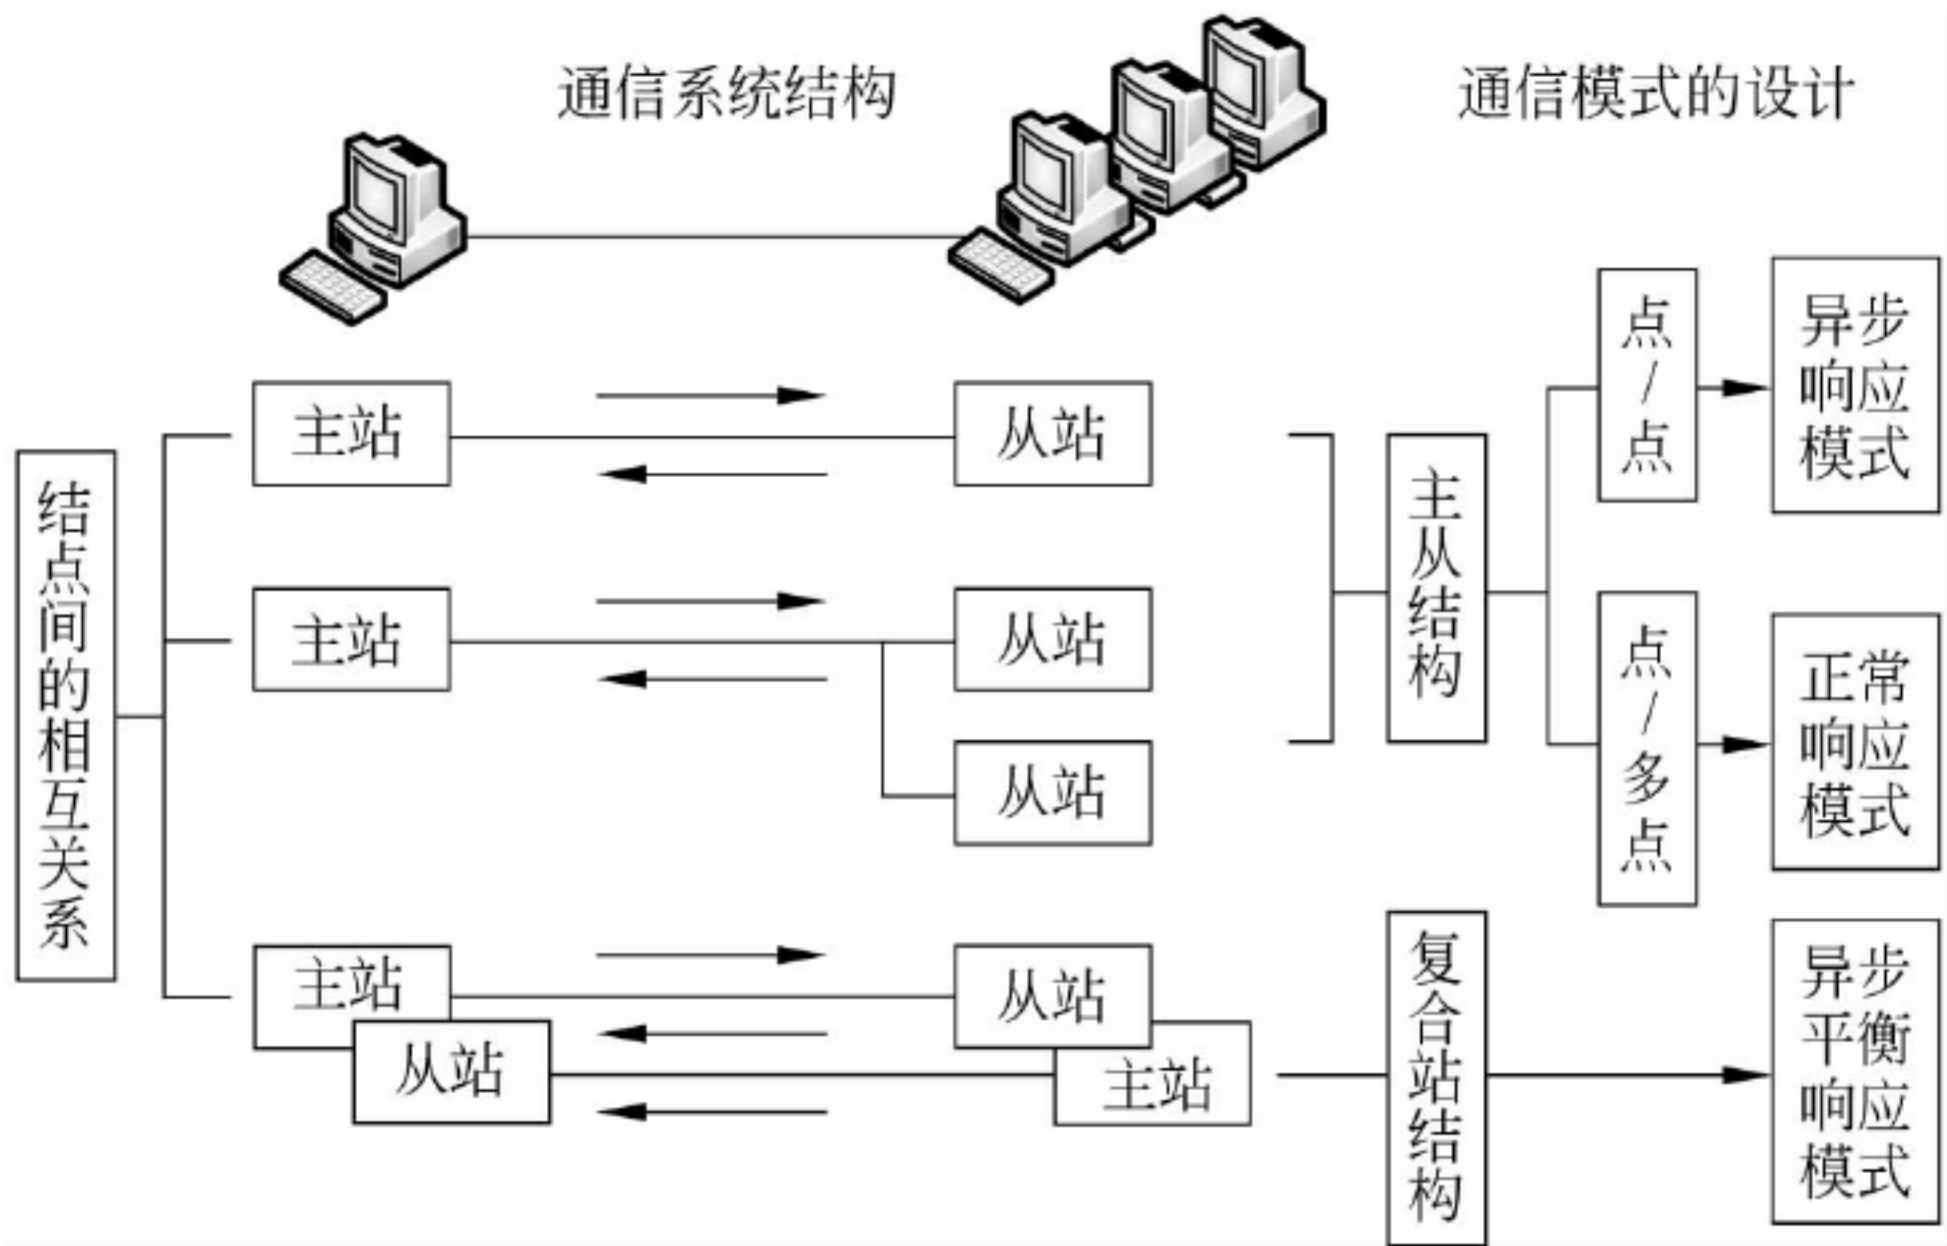 通信系统结构
通信模式的设计
结点间的相互关系
主站
从站
主站
从站
从站
主站
从站
从站
主站
主从结构
复合站结构
点/点
点/多点
异步
响应
模式
正常
响应
模式
异步
平衡
响应
模式